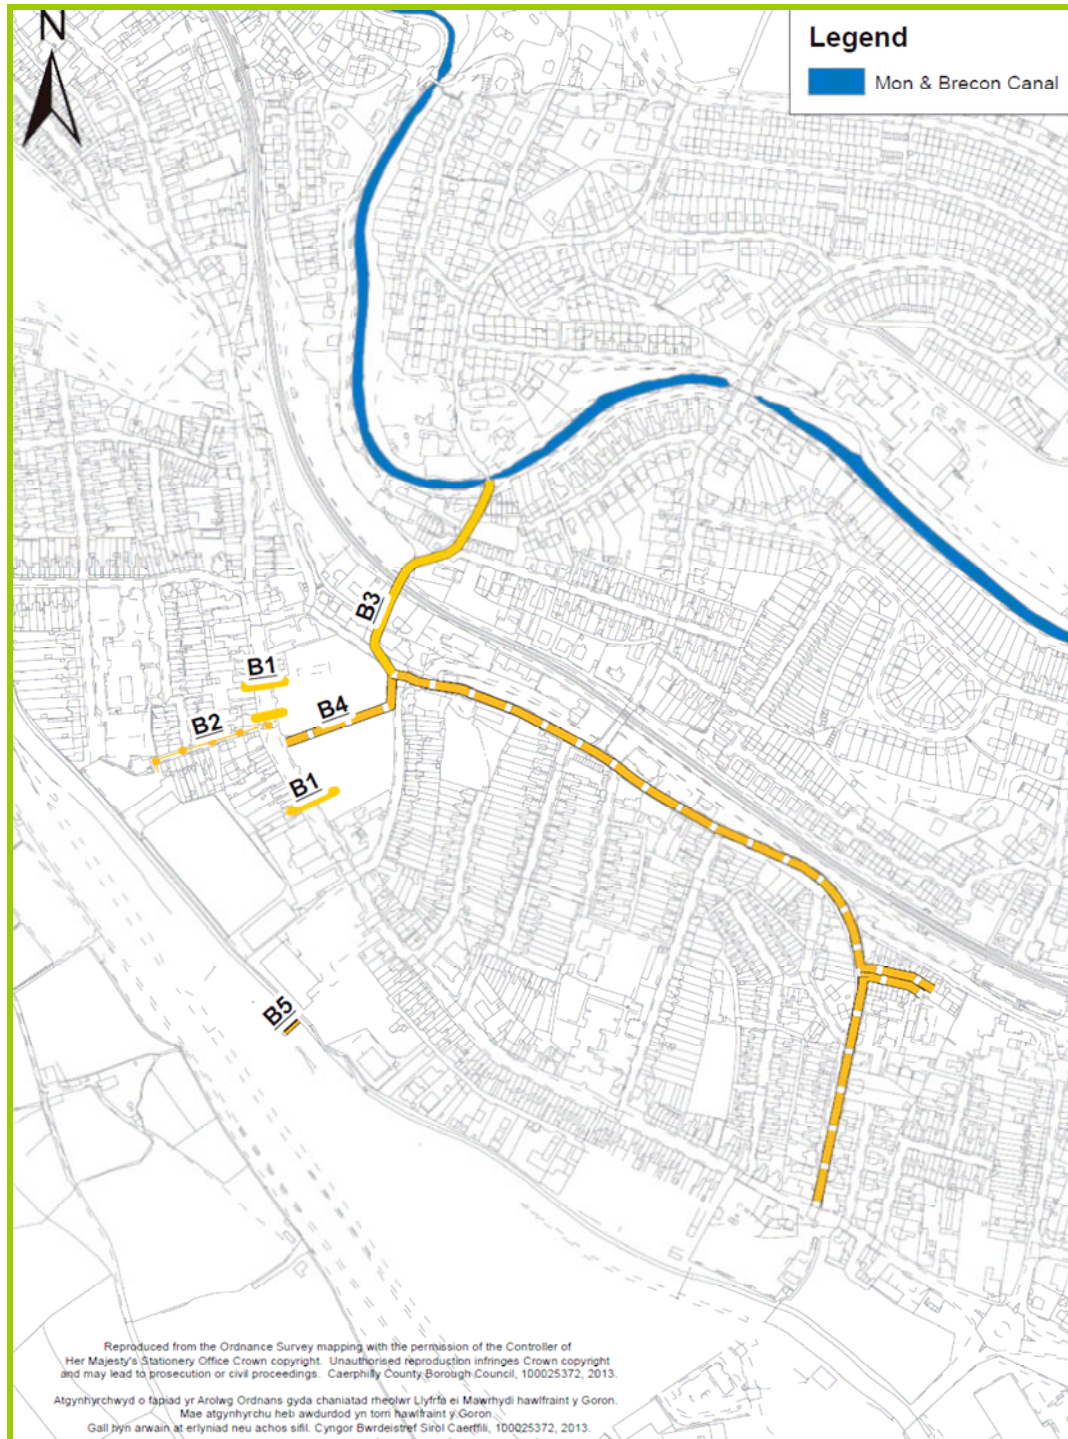 N
Legend
Mon & Brecon Canal
B3
B1
B2
B4
B1
B5
Reproduced from the Ordnance Survey mapping with the permission of the Controller of
Her Majesty's Stationery Office Crown copyright. Unauthorised reproduction infringes Crown copyright
and may lead to prosecution or civil proceedings. Caerphilly County Borough Council, 100025372, 2013.
Atgynhyrchwyd o fapiad yr Arolwg Ordnans gyda chaniatad rheolwr Llyfrfa ei Mawrhydi hawlfraint y Goron.
Mae atgynhyrchu heb awdurdod yn torri hawlfraint y Goron.
Gall hyn arwain at erlyniad neu achos sifil. Cyngor Bwrdeistref Sirol Caerffili, 100025372, 2013.